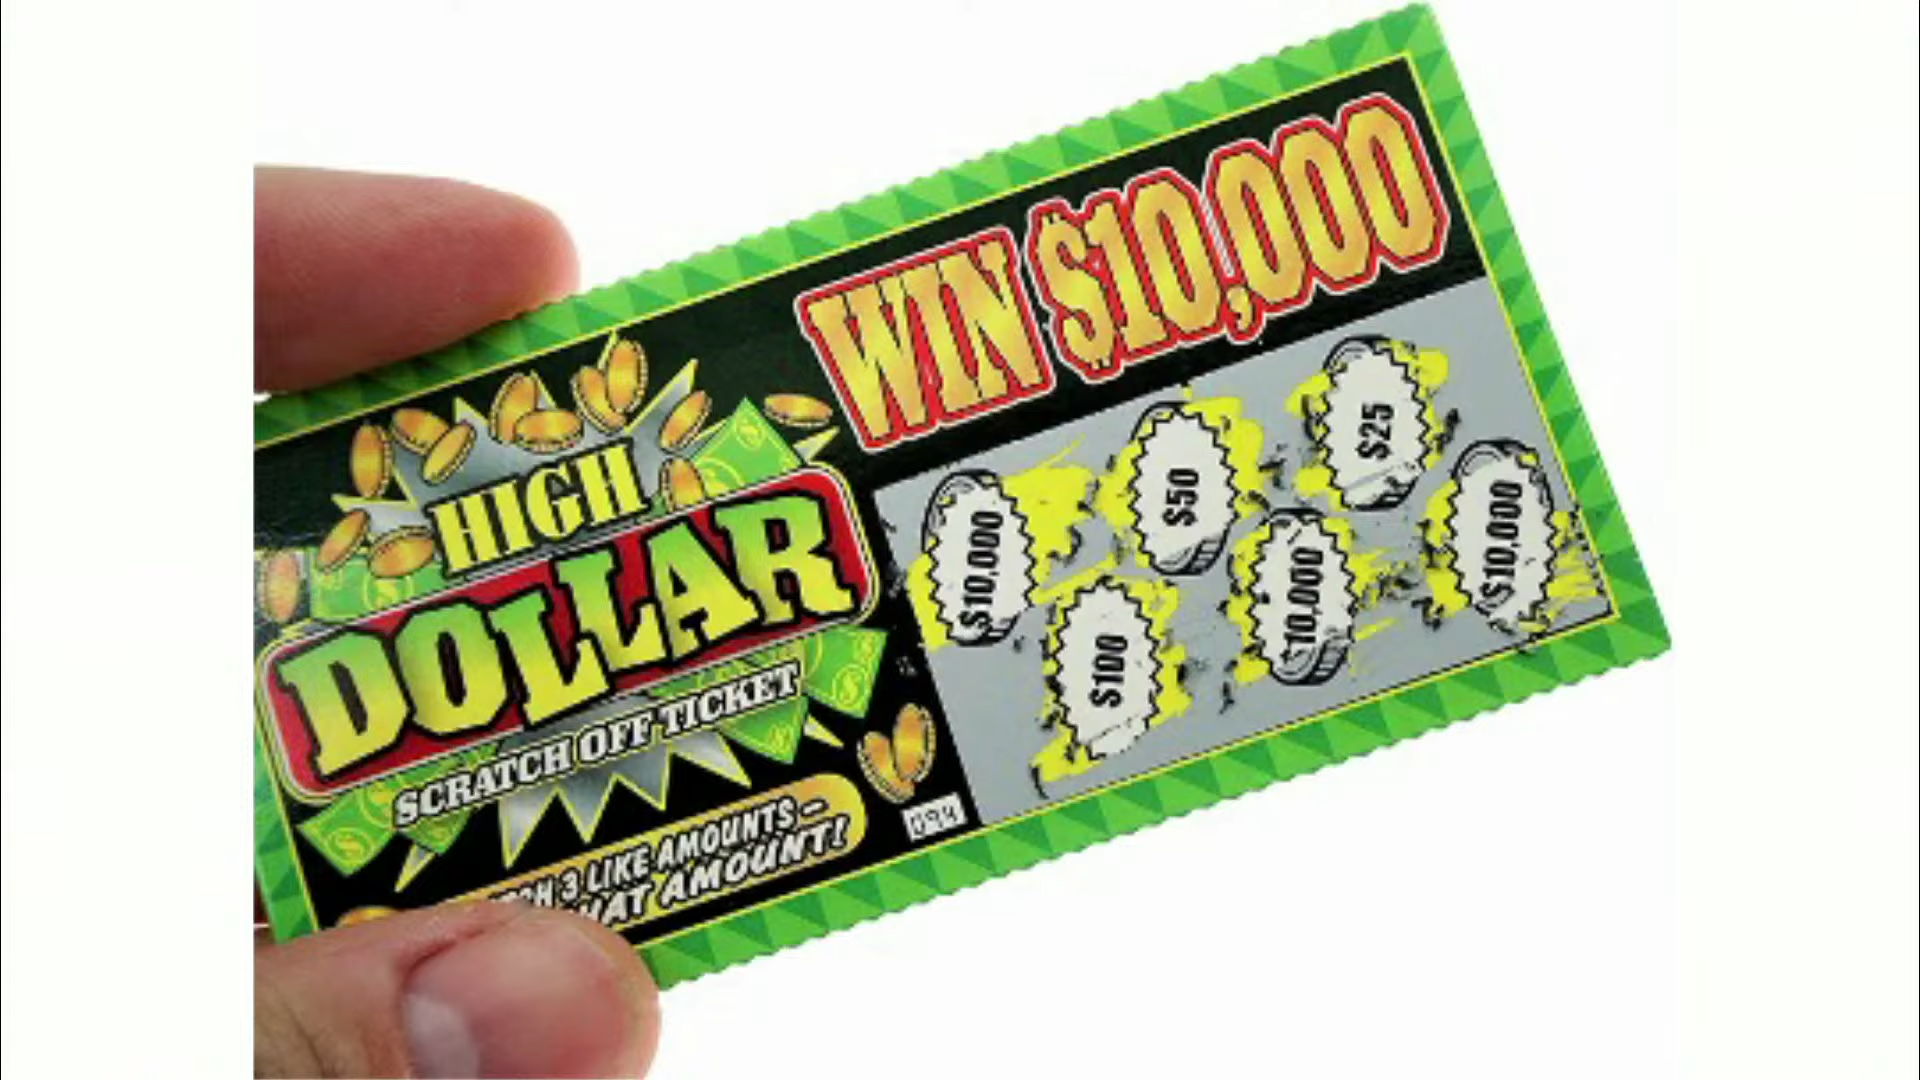 WIN $10,000
HIGH
DOLLAR
SCRATCH OFF TICKET
3 LIKE AMOUNTS –
AMOUNT!
$10,000
$50
$25
$100
$10,000
$10,000